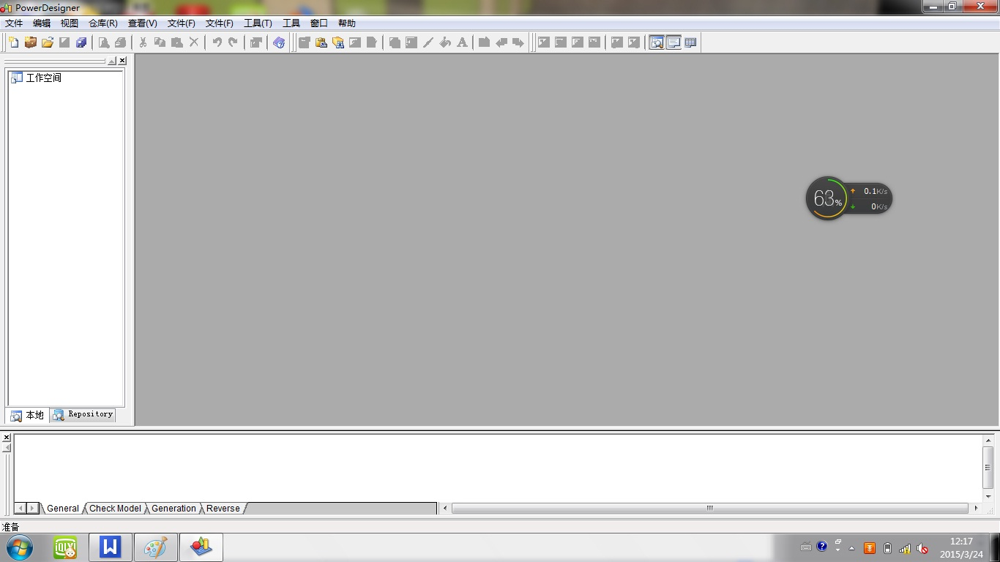 PowerDesigner
文件 编辑 视图 仓库(R) 查看(V) 文件(F) 文件(F) 工具(T) 工具 窗口 帮助
工作空间
63%
0.1K/s
0K/s
本地 Repository
General Check Model Generation Reverse
准备
12:17
2015/3/24